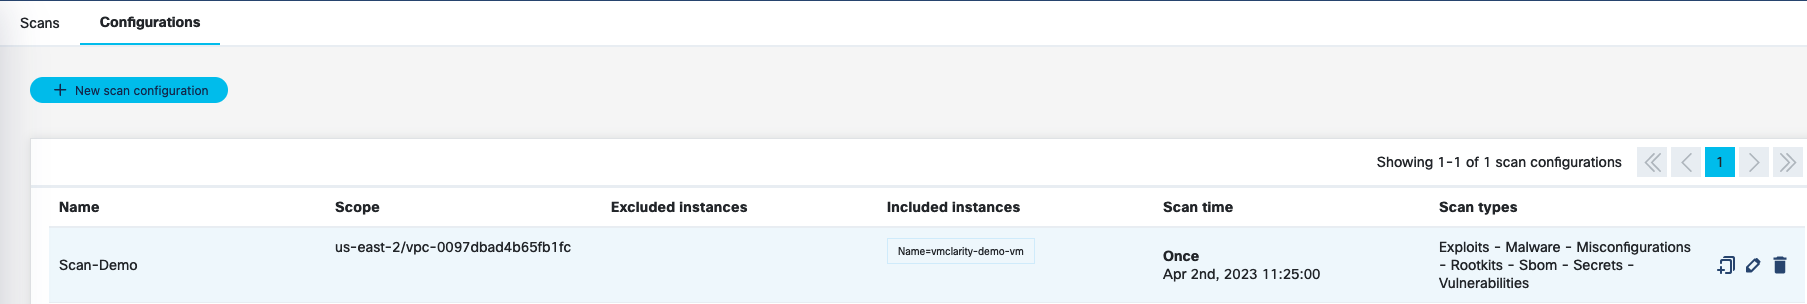 Scans
Configurations
New scan configuration
Showing 1-1 of 1 scan configurations
1
Name
Scope
Excluded instances
Included instances
Scan time
Scan types
Scan-Demo
us-east-2/vpc-0097dbad4b65fb1fc
Name=vmclarity-demo-vm
Once
Apr 2nd, 2023 11:25:00
Exploits - Malware - Misconfigurations
- Rootkits - Sbom - Secrets -
Vulnerabilities